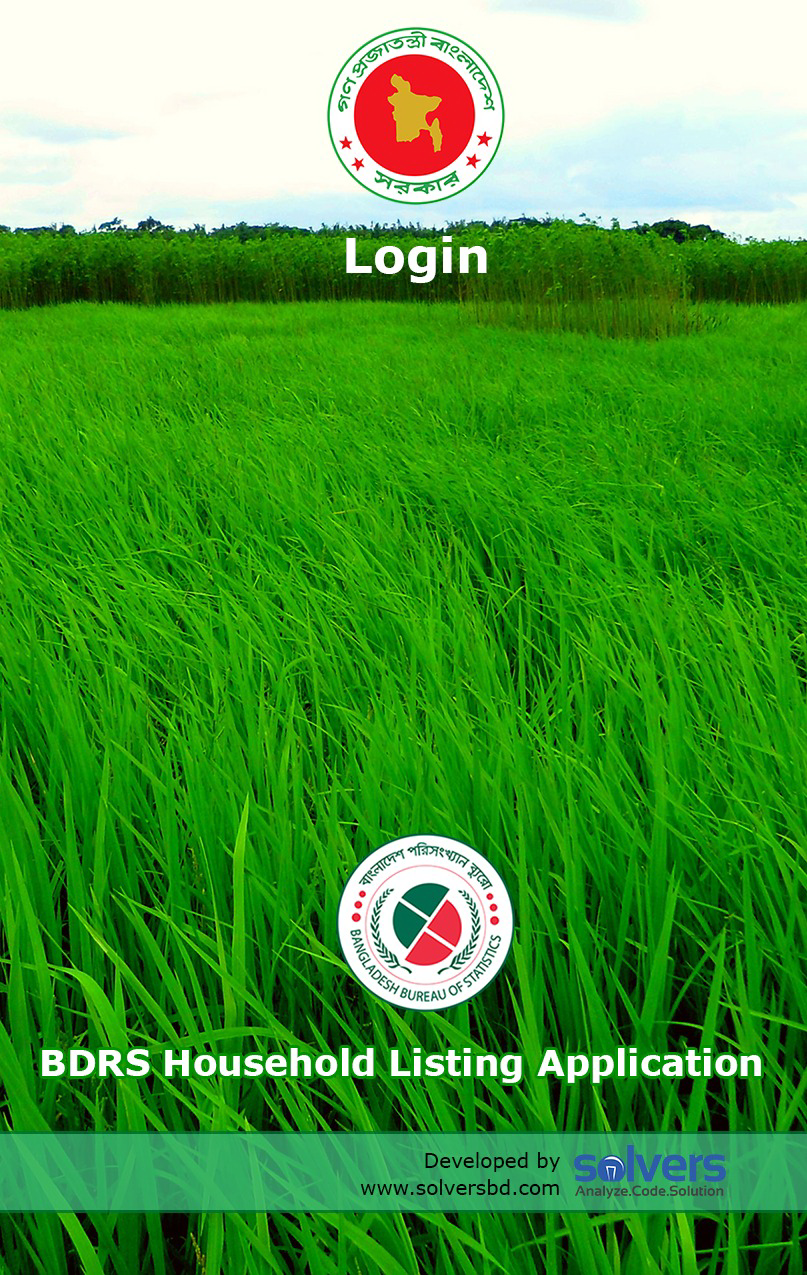 গণ প্রজাতন্ত্রী বাংলাদেশ
সরকার
Login
বাংলাদেশ পরিসংখ্যান ব্যুরো
BANGLADESH BUREAU OF STATISTICS
BDRS Household Listing Application
Developed by
www.solversbd.com
solvers
Analyze.Code.Solution